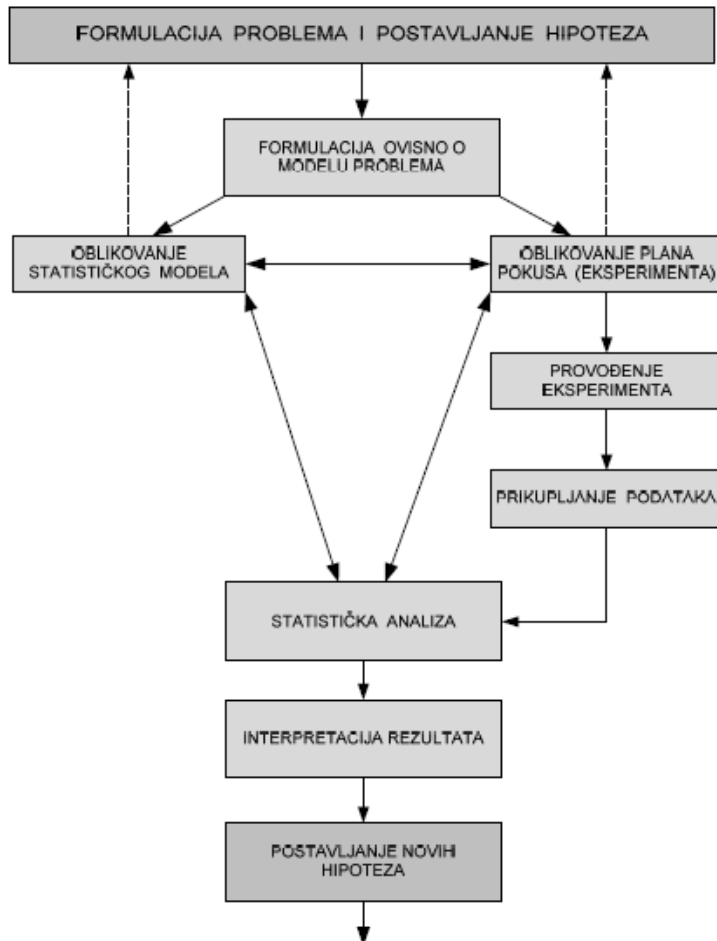 FORMULACIJA PROBLEMA I POSTAVLJANJE HIPOTEZA
FORMULACIJA OVISNO O
MODELU PROBLEMA
OBLIKOVANJE
STATISTIČKOG MODELA
OBLIKOVANJE PLANA
POKUSA (EKSPERIMENTA)
PROVOĐENJE
EKSPERIMENTA
PRIKUPLJANJE PODATAKA
STATISTIČKA ANALIZA
INTERPRETACIJA REZULTATA
POSTAVLJANJE NOVIH
HIPOTEZA